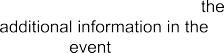 the
additional information in the
event